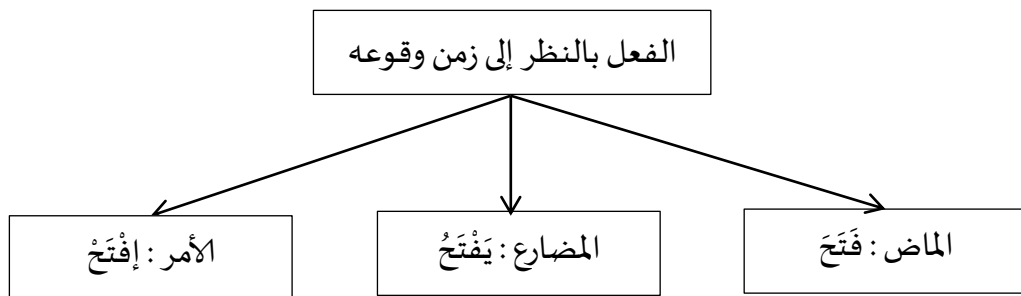 الفعل بالنظر إلى زمن وقوعه
الماض : فَتَحَ
المضارع : يَفْتَحُ
الأمر : إفْتَحْ